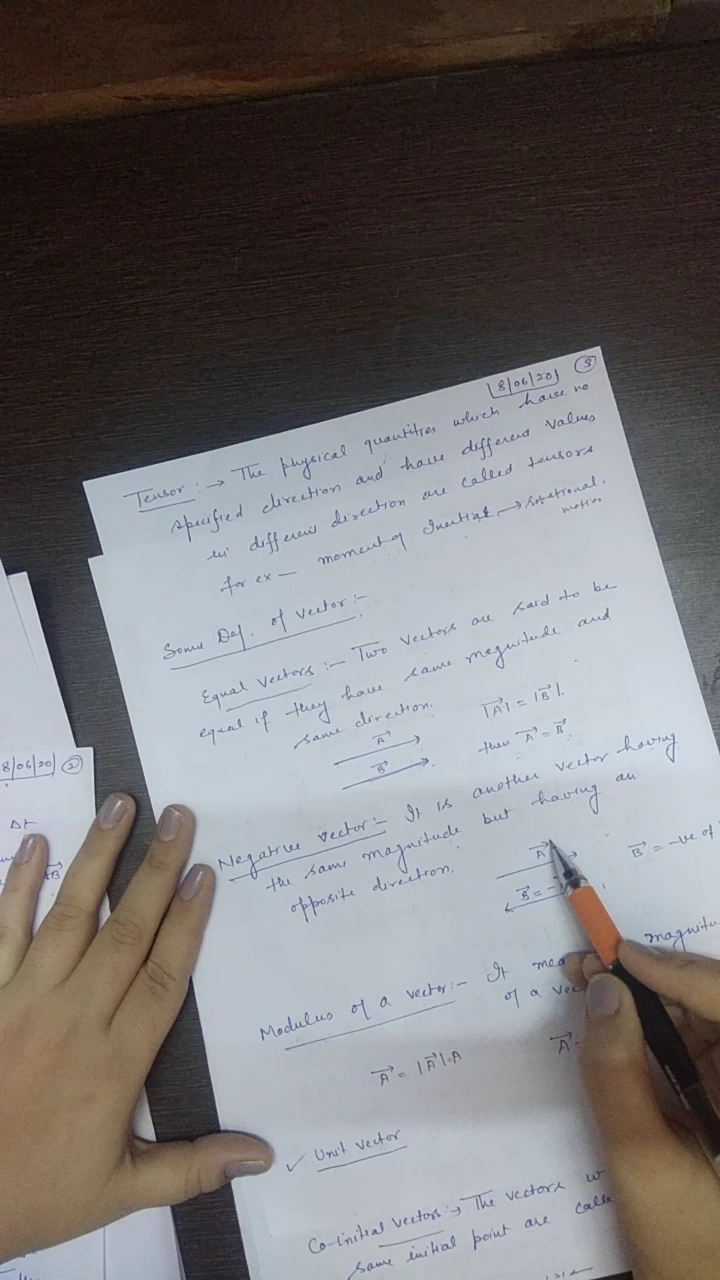 8/06/20 3
Tensor :→ The physical quantities which have no
specified direction and have different values
in different direction are called tensors
for ex — moment of Inertia → rotational
motion
Some Def. of vector :-
Equal vectors :- Two vectors are said to be
equal if they have same magnitude and
same direction.
A→ |A→| = |B→|.
B→ then A→ = B→.
Negative vector :- It is another vector having
the same magnitude but having an
opposite direction.
A→
B→ = - B→ = -ve of
Modulus of a vector :- It magnitu
of a
A→ = |A→| = A A→
✓ Unit vector
Co-initial vectors :→ The vectors
same initial point are
8/06/20 2
Δt
AB→